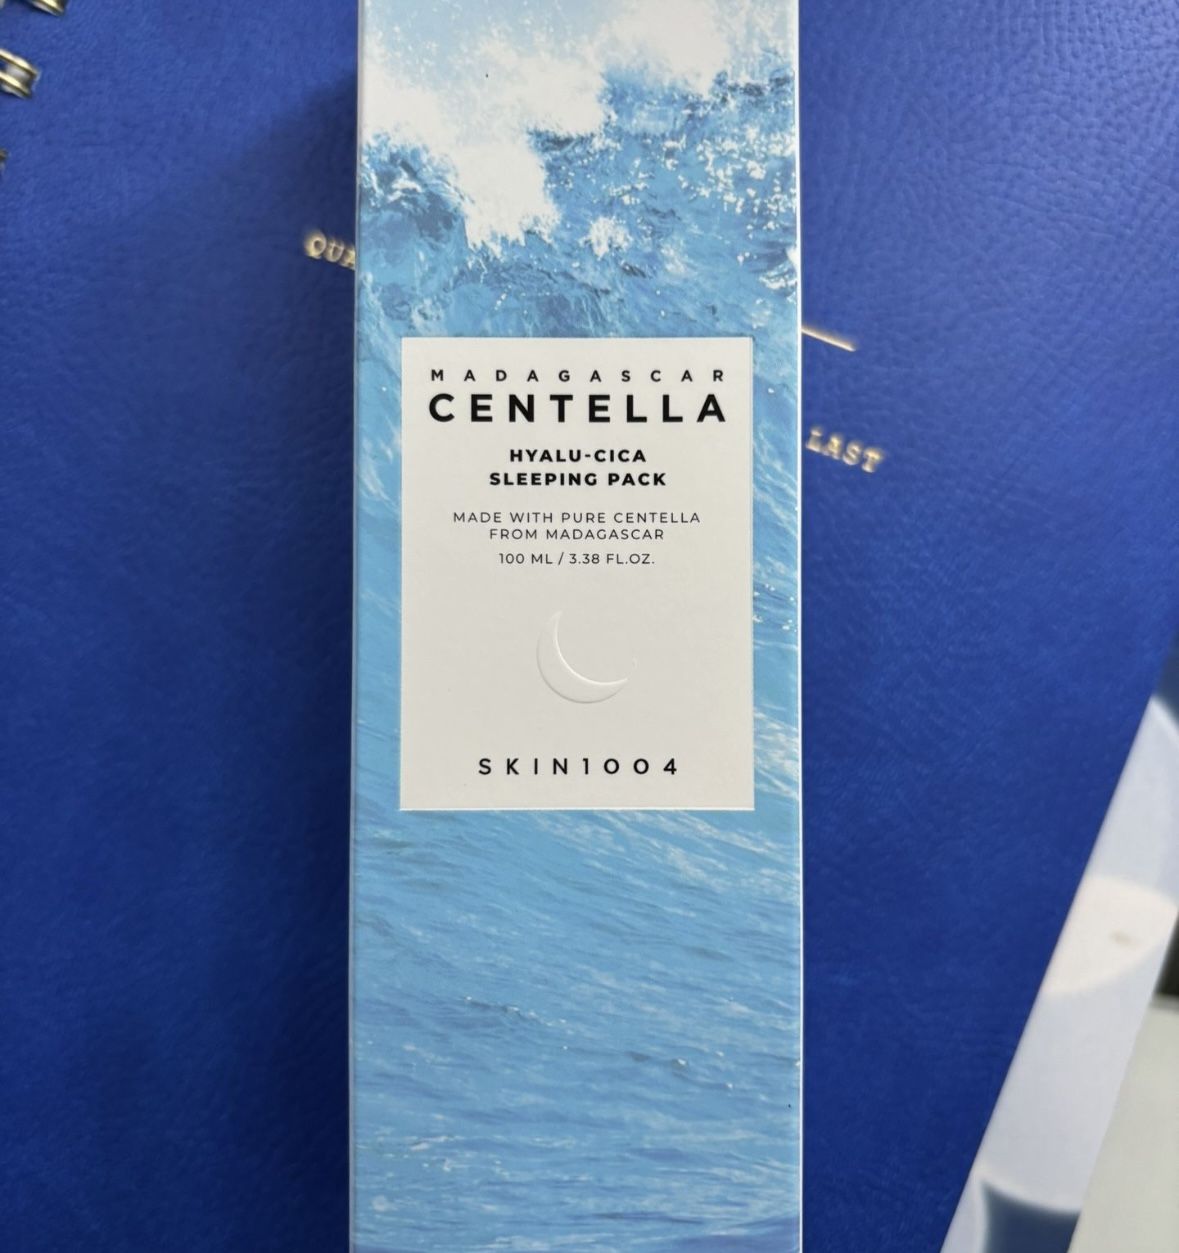 MADAGASCAR
CENTELLA
HYALU-CICA
SLEEPING PACK
MADE WITH PURE CENTELLA
FROM MADAGASCAR
100 ML / 3.38 FL.OZ.
SKIN1004
LAST